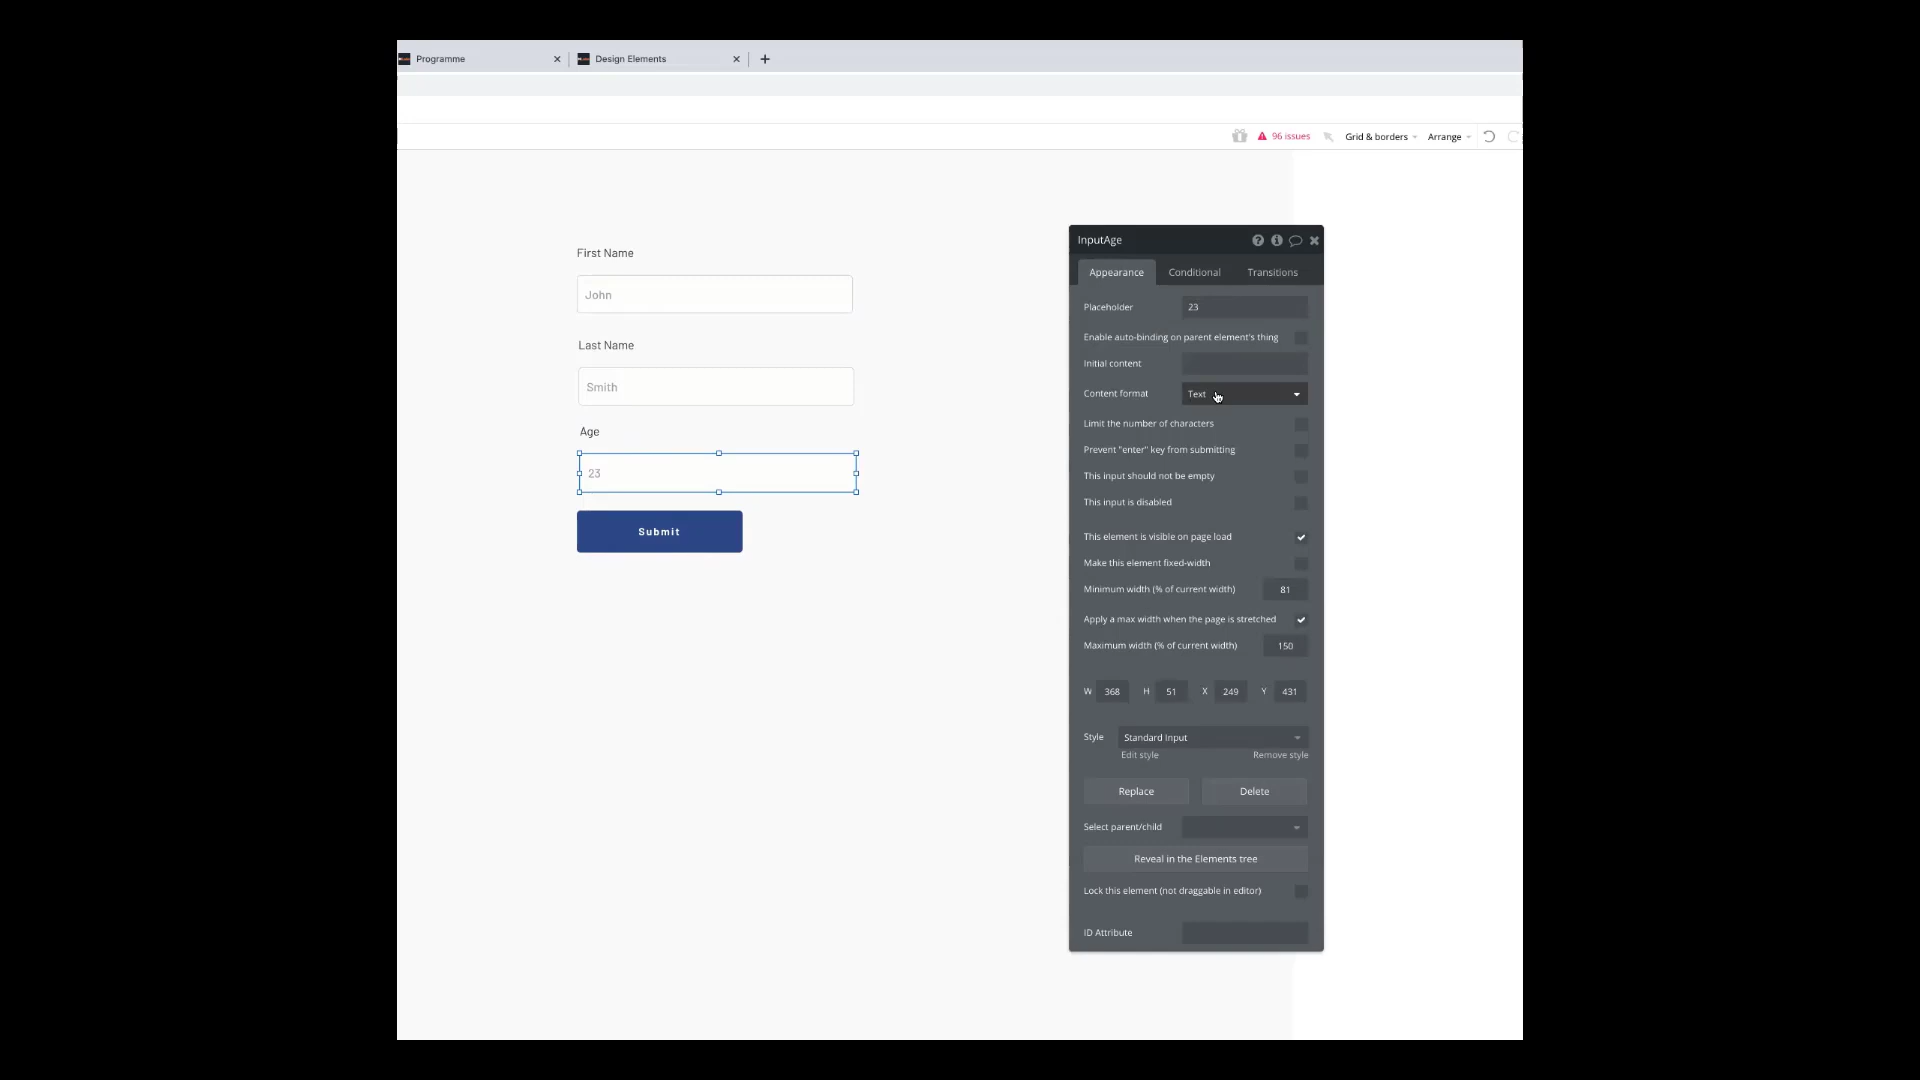 Programme
Design Elements
96 issues
Grid & borders
Arrange
First Name
John
Last Name
Smith
Age
23
Submit
InputAge
Appearance
Conditional
Transitions
Placeholder 23
Enable auto-binding on parent element's thing
Initial content
Content format Text
Limit the number of characters
Prevent "enter" key from submitting
This input should not be empty
This input is disabled
This element is visible on page load
Make this element fixed-width
Minimum width (% of current width) 81
Apply a max width when the page is stretched
Maximum width (% of current width) 150
W 368 H 51 X 249 Y 431
Style Standard Input
Edit style Remove style
Replace Delete
Select parent/child
Reveal in the Elements tree
Lock this element (not draggable in editor)
ID Attribute